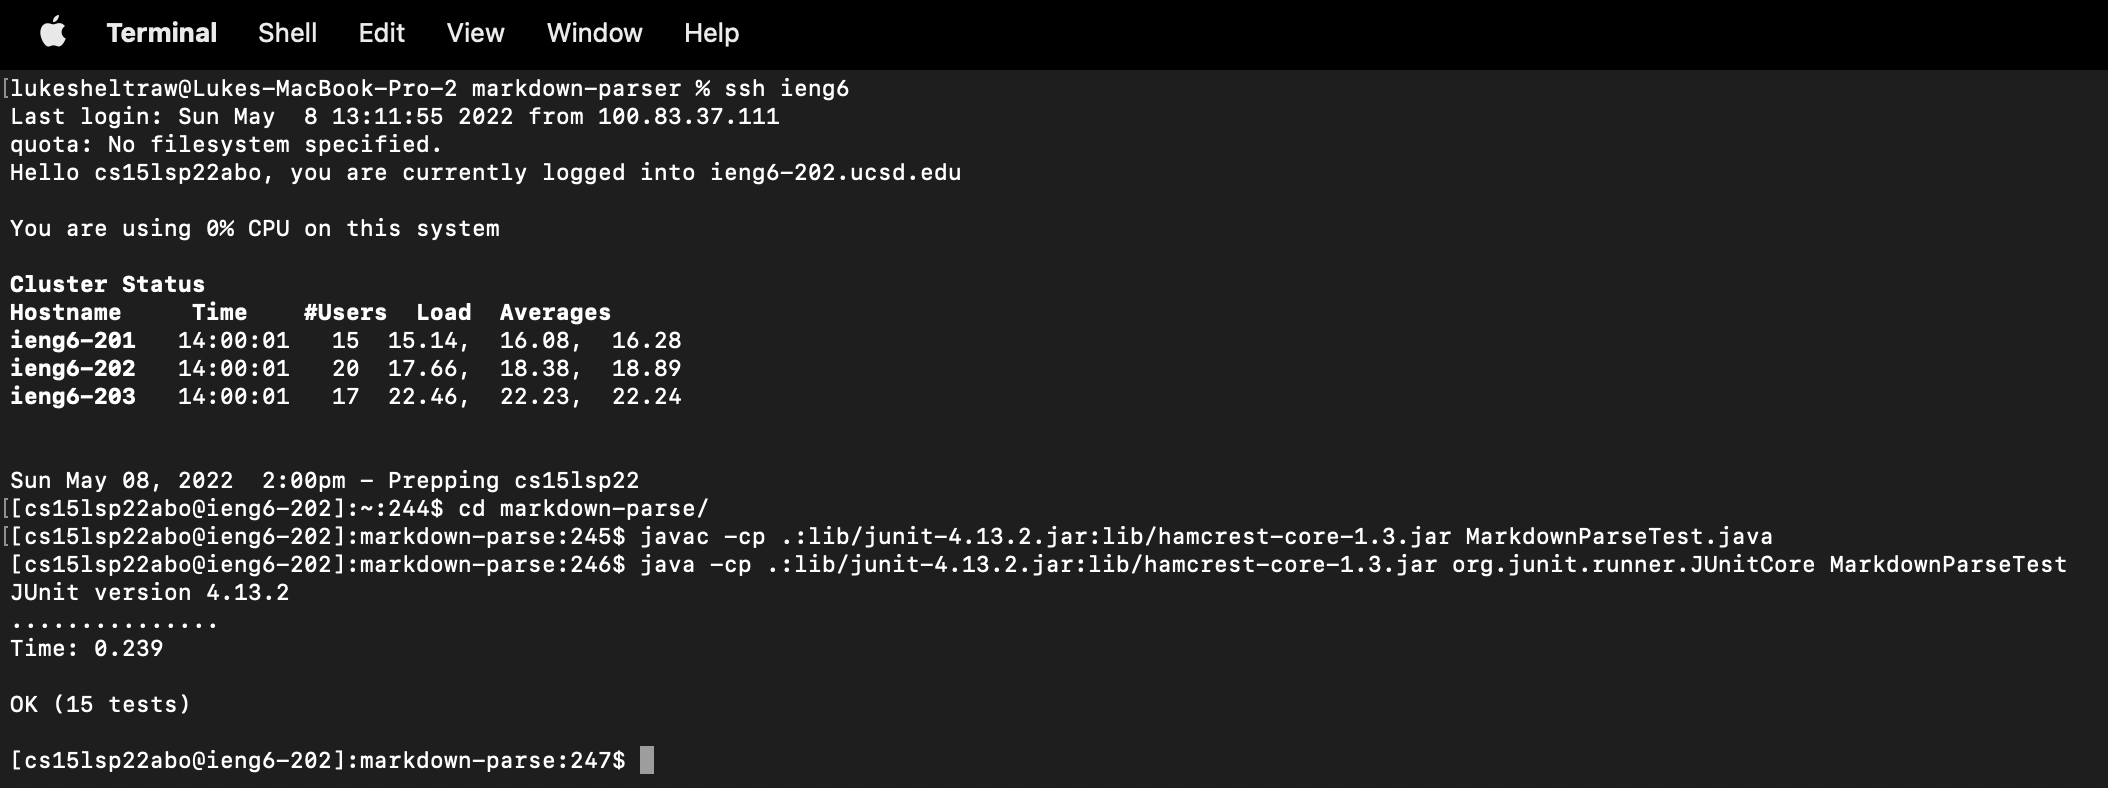 Terminal Shell Edit View Window Help
[lukesheltraw@Lukes-MacBook-Pro-2 markdown-parser % ssh ieng6
Last login: Sun May  8 13:11:55 2022 from 100.83.37.111
quota: No filesystem specified.
Hello cs15lsp22abo, you are currently logged into ieng6-202.ucsd.edu
You are using 0% CPU on this system
Cluster Status
Hostname     Time    #Users  Load  Averages
ieng6-201   14:00:01   15  15.14,  16.08,  16.28
ieng6-202   14:00:01   20  17.66,  18.38,  18.89
ieng6-203   14:00:01   17  22.46,  22.23,  22.24
Sun May 08, 2022  2:00pm - Prepping cs15lsp22
[[cs15lsp22abo@ieng6-202]:~:244$ cd markdown-parse/
[[cs15lsp22abo@ieng6-202]:markdown-parse:245$ javac -cp .:lib/junit-4.13.2.jar:lib/hamcrest-core-1.3.jar MarkdownParseTest.java
[cs15lsp22abo@ieng6-202]:markdown-parse:246$ java -cp .:lib/junit-4.13.2.jar:lib/hamcrest-core-1.3.jar org.junit.runner.JUnitCore MarkdownParseTest
JUnit version 4.13.2
...............
Time: 0.239
OK (15 tests)
[cs15lsp22abo@ieng6-202]:markdown-parse:247$